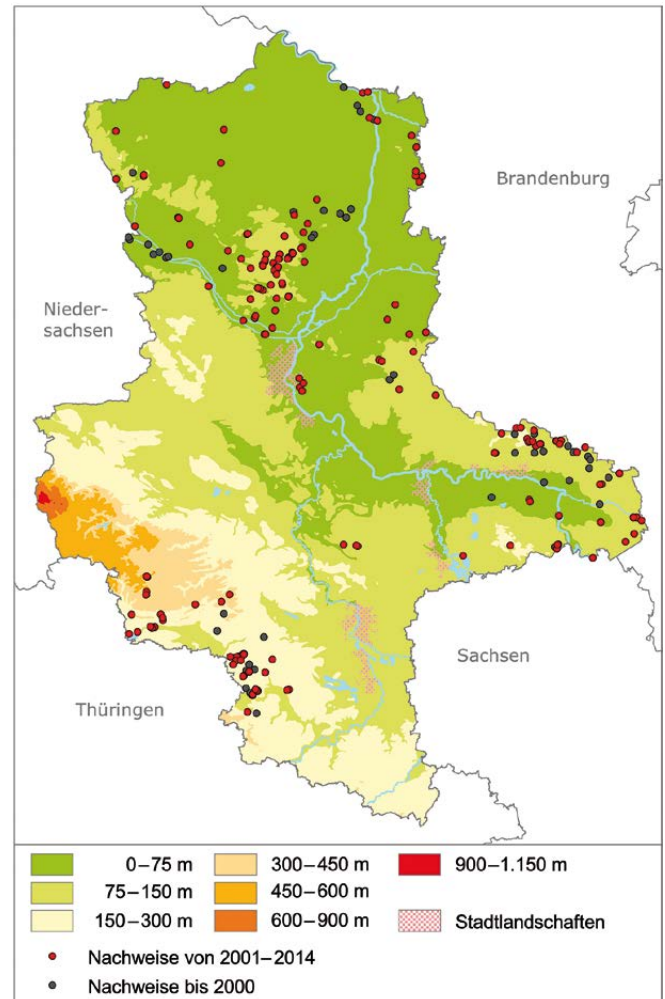 Brandenburg
Nieder-
sachsen
Sachsen
Thüringen
0–75 m
300–450 m
900–1.150 m
75–150 m
450–600 m
150–300 m
600–900 m
Stadtlandschaften
Nachweise von 2001–2014
Nachweise bis 2000